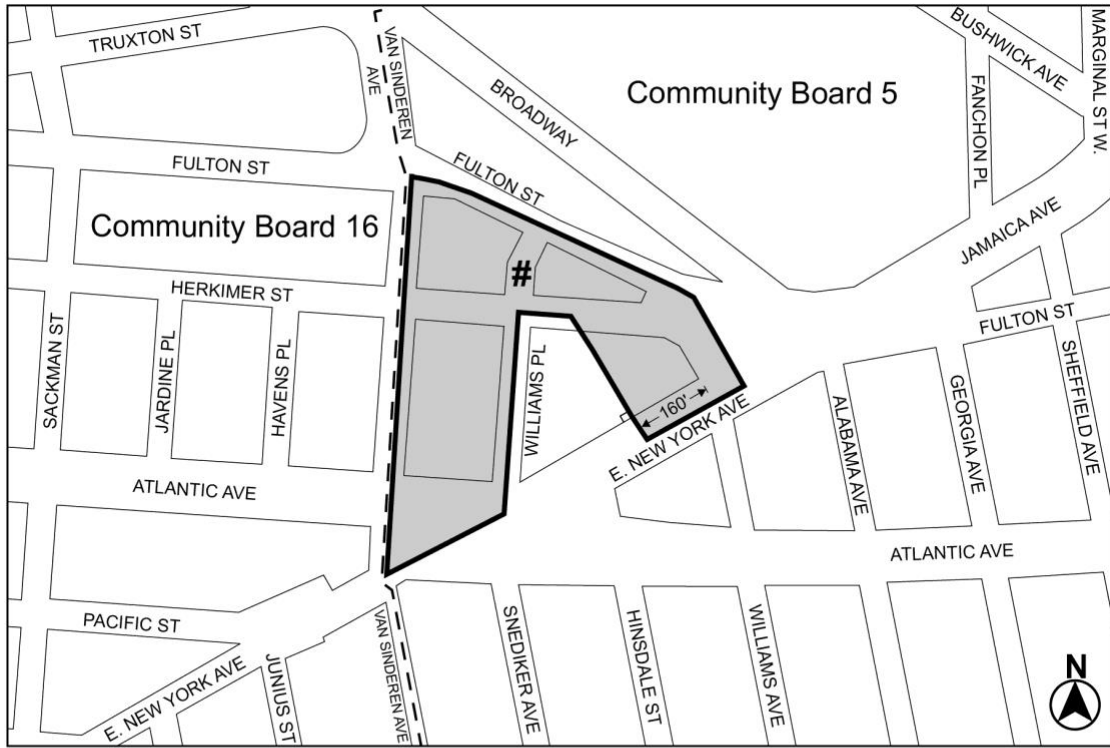 TRUXTON ST
VAN SINDEREN
AVE
BROADWAY
Community Board 5
BUSHWICK AVE
MARGINAL ST W.
FANCHON PL
FULTON ST
FULTON ST
Community Board 16
JAMAICA AVE
#
HERKIMER ST
FULTON ST
SACKMAN ST
JARDINE PL
HAVENS PL
WILLIAMS PL
160'
E. NEW YORK AVE
ALABAMA AVE
GEORGIA AVE
SHEFFIELD AVE
ATLANTIC AVE
ATLANTIC AVE
PACIFIC ST
E. NEW YORK AVE
JUNIUS ST
VAN SINDEREN AVE
SNEDIKER AVE
HINSDALE ST
WILLIAMS AVE
N